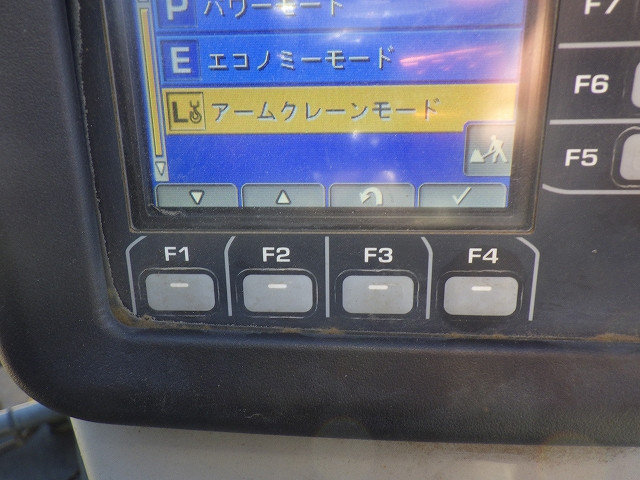 P パワーモード
E エコノミーモード
L アームクレーンモード
F7
F6
F5
F1 F2 F3 F4